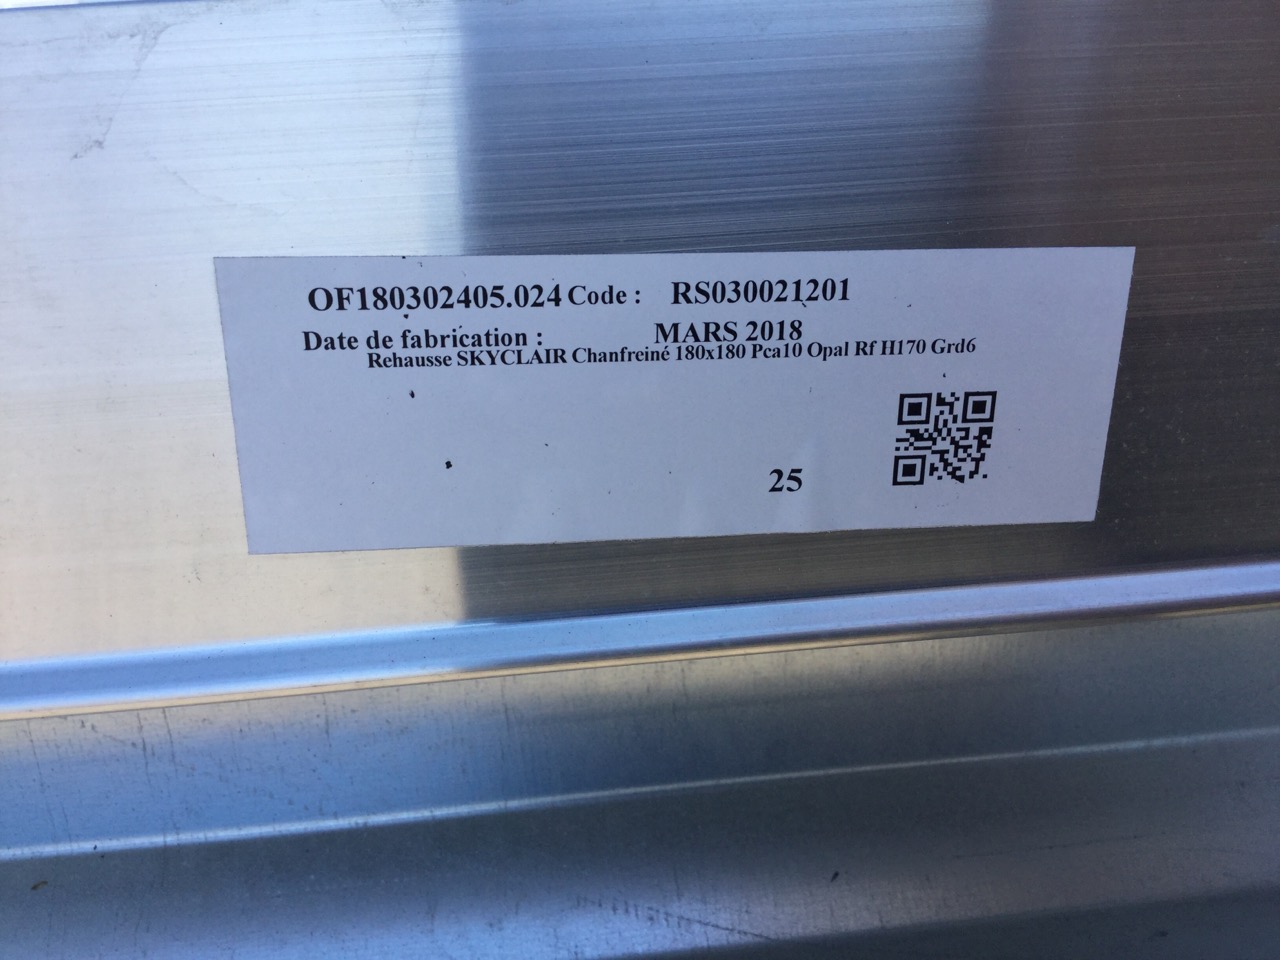 OF180302405.024 Code : RS030021201
Date de fabrication : MARS 2018
Rehausse SKYCLAIR Chanfreiné 180x180 Pca10 Opal Rf H170 Grd6
25